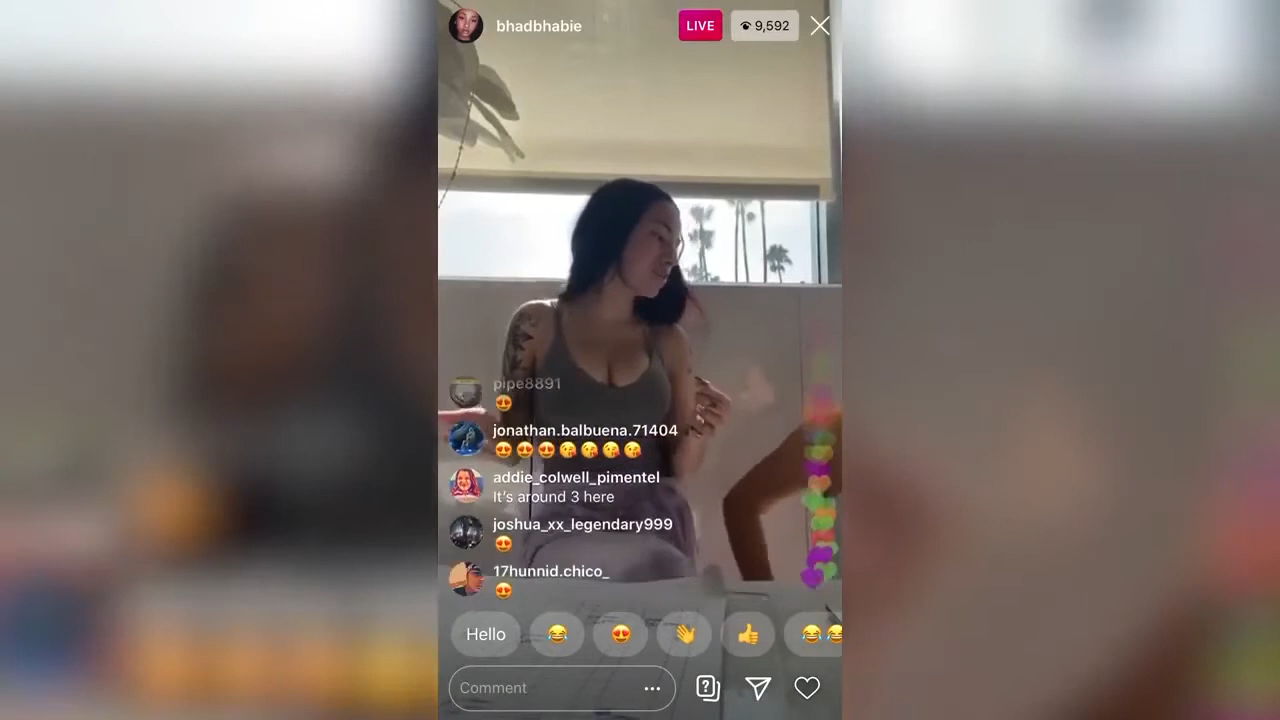 bhadbhabie
LIVE
9,592
pipe8891
😍
jonathan.balbuena.71404
😍😍😍😘😘😘😘
addie_colwell_pimentel
It's around 3 here
joshua_xx_legendary999
😍
17hunnid.chico_
😍
Hello 😂 😍 👋 👍 😂😂
Comment